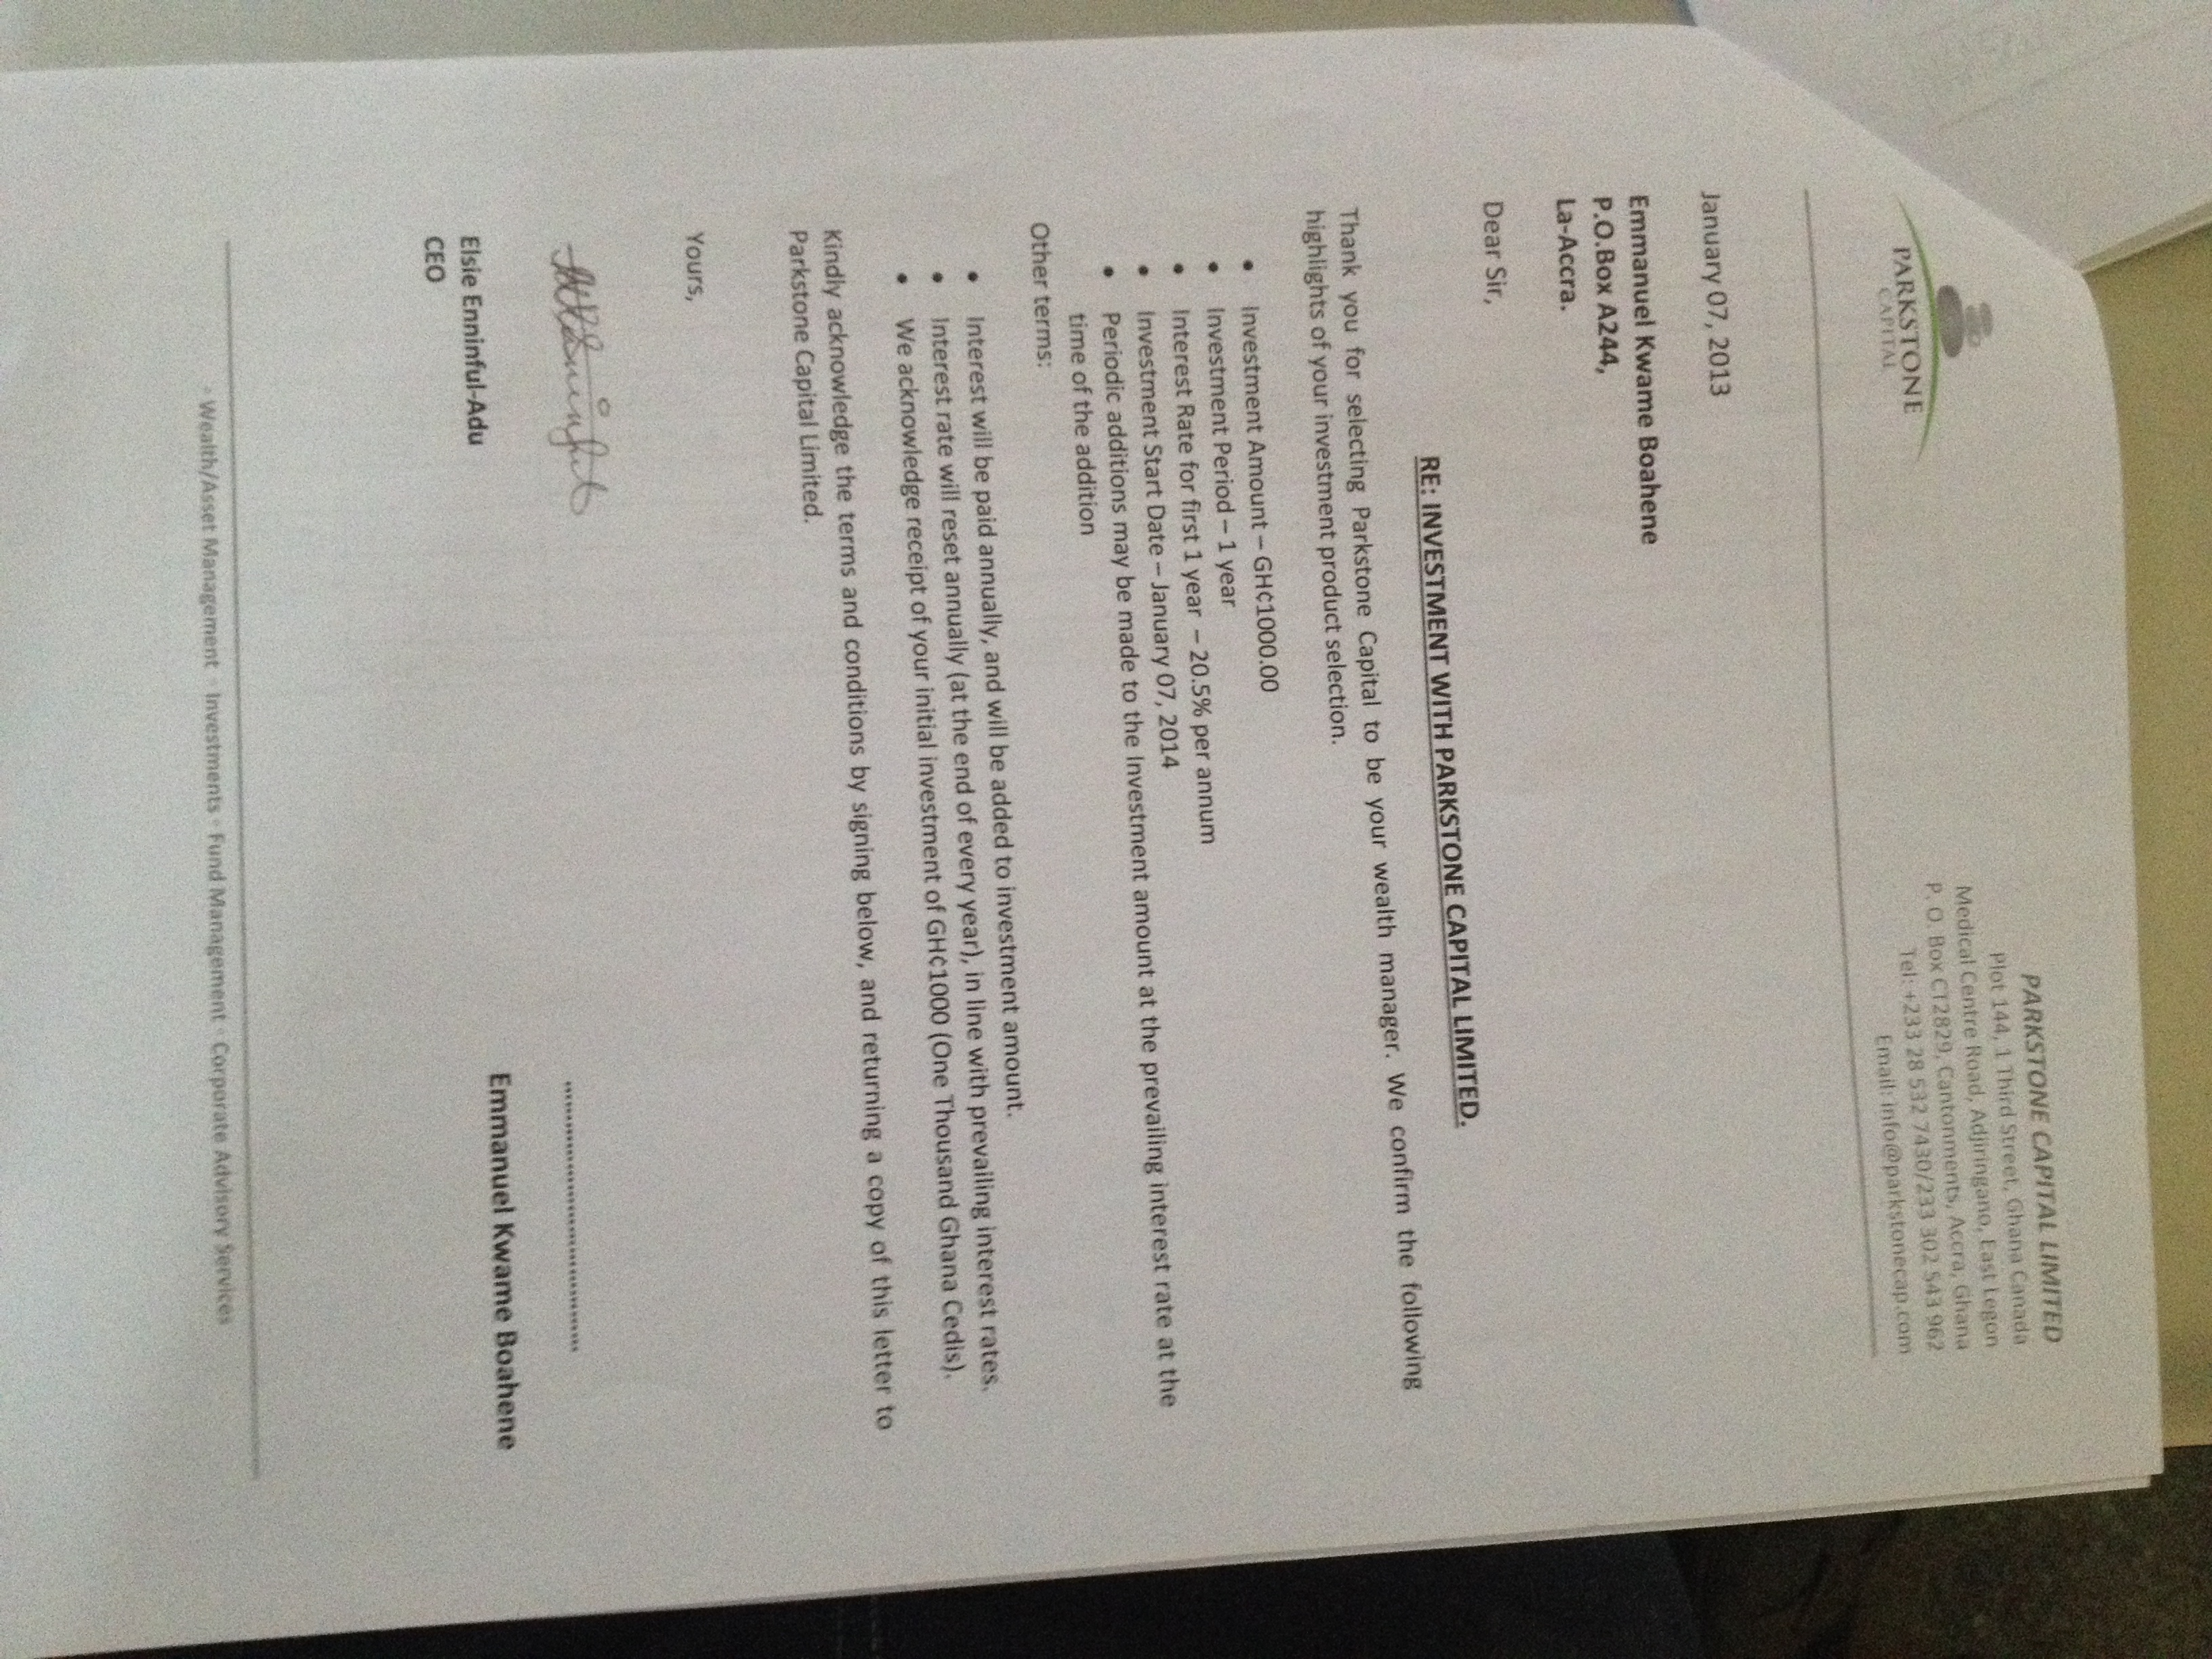 PARKSTONE
CAPITAL
PARKSTONE CAPITAL LIMITED
Plot 144, 1 Third Street, Ghana Canada
Medical Centre Road, Adjiringano, East Legon
P. O. Box CT2829, Cantonments, Accra, Ghana
Tel: +233 28 532 7430/233 302 543 962
Email: info@parkstonecap.com
January 07, 2013
Emmanuel Kwame Boahene
P.O.Box A244,
La-Accra.
Dear Sir,
RE: INVESTMENT WITH PARKSTONE CAPITAL LIMITED.
Thank you for selecting Parkstone Capital to be your wealth manager. We confirm the following
highlights of your investment product selection.
• Investment Amount – GH¢1000.00
• Investment Period – 1 year
• Interest Rate for first 1 year – 20.5% per annum
• Investment Start Date – January 07, 2014
• Periodic additions may be made to the Investment amount at the prevailing interest rate at the
time of the addition
Other terms:
• Interest will be paid annually, and will be added to investment amount.
• Interest rate will reset annually (at the end of every year), in line with prevailing interest rates.
• We acknowledge receipt of your initial investment of GH¢1000 (One Thousand Ghana Cedis).
Kindly acknowledge the terms and conditions by signing below, and returning a copy of this letter to
Parkstone Capital Limited.
Yours,
Elsie Enninful-Adu
CEO
Emmanuel Kwame Boahene
· Wealth/Asset Management · Investments · Fund Management · Corporate Advisory Services